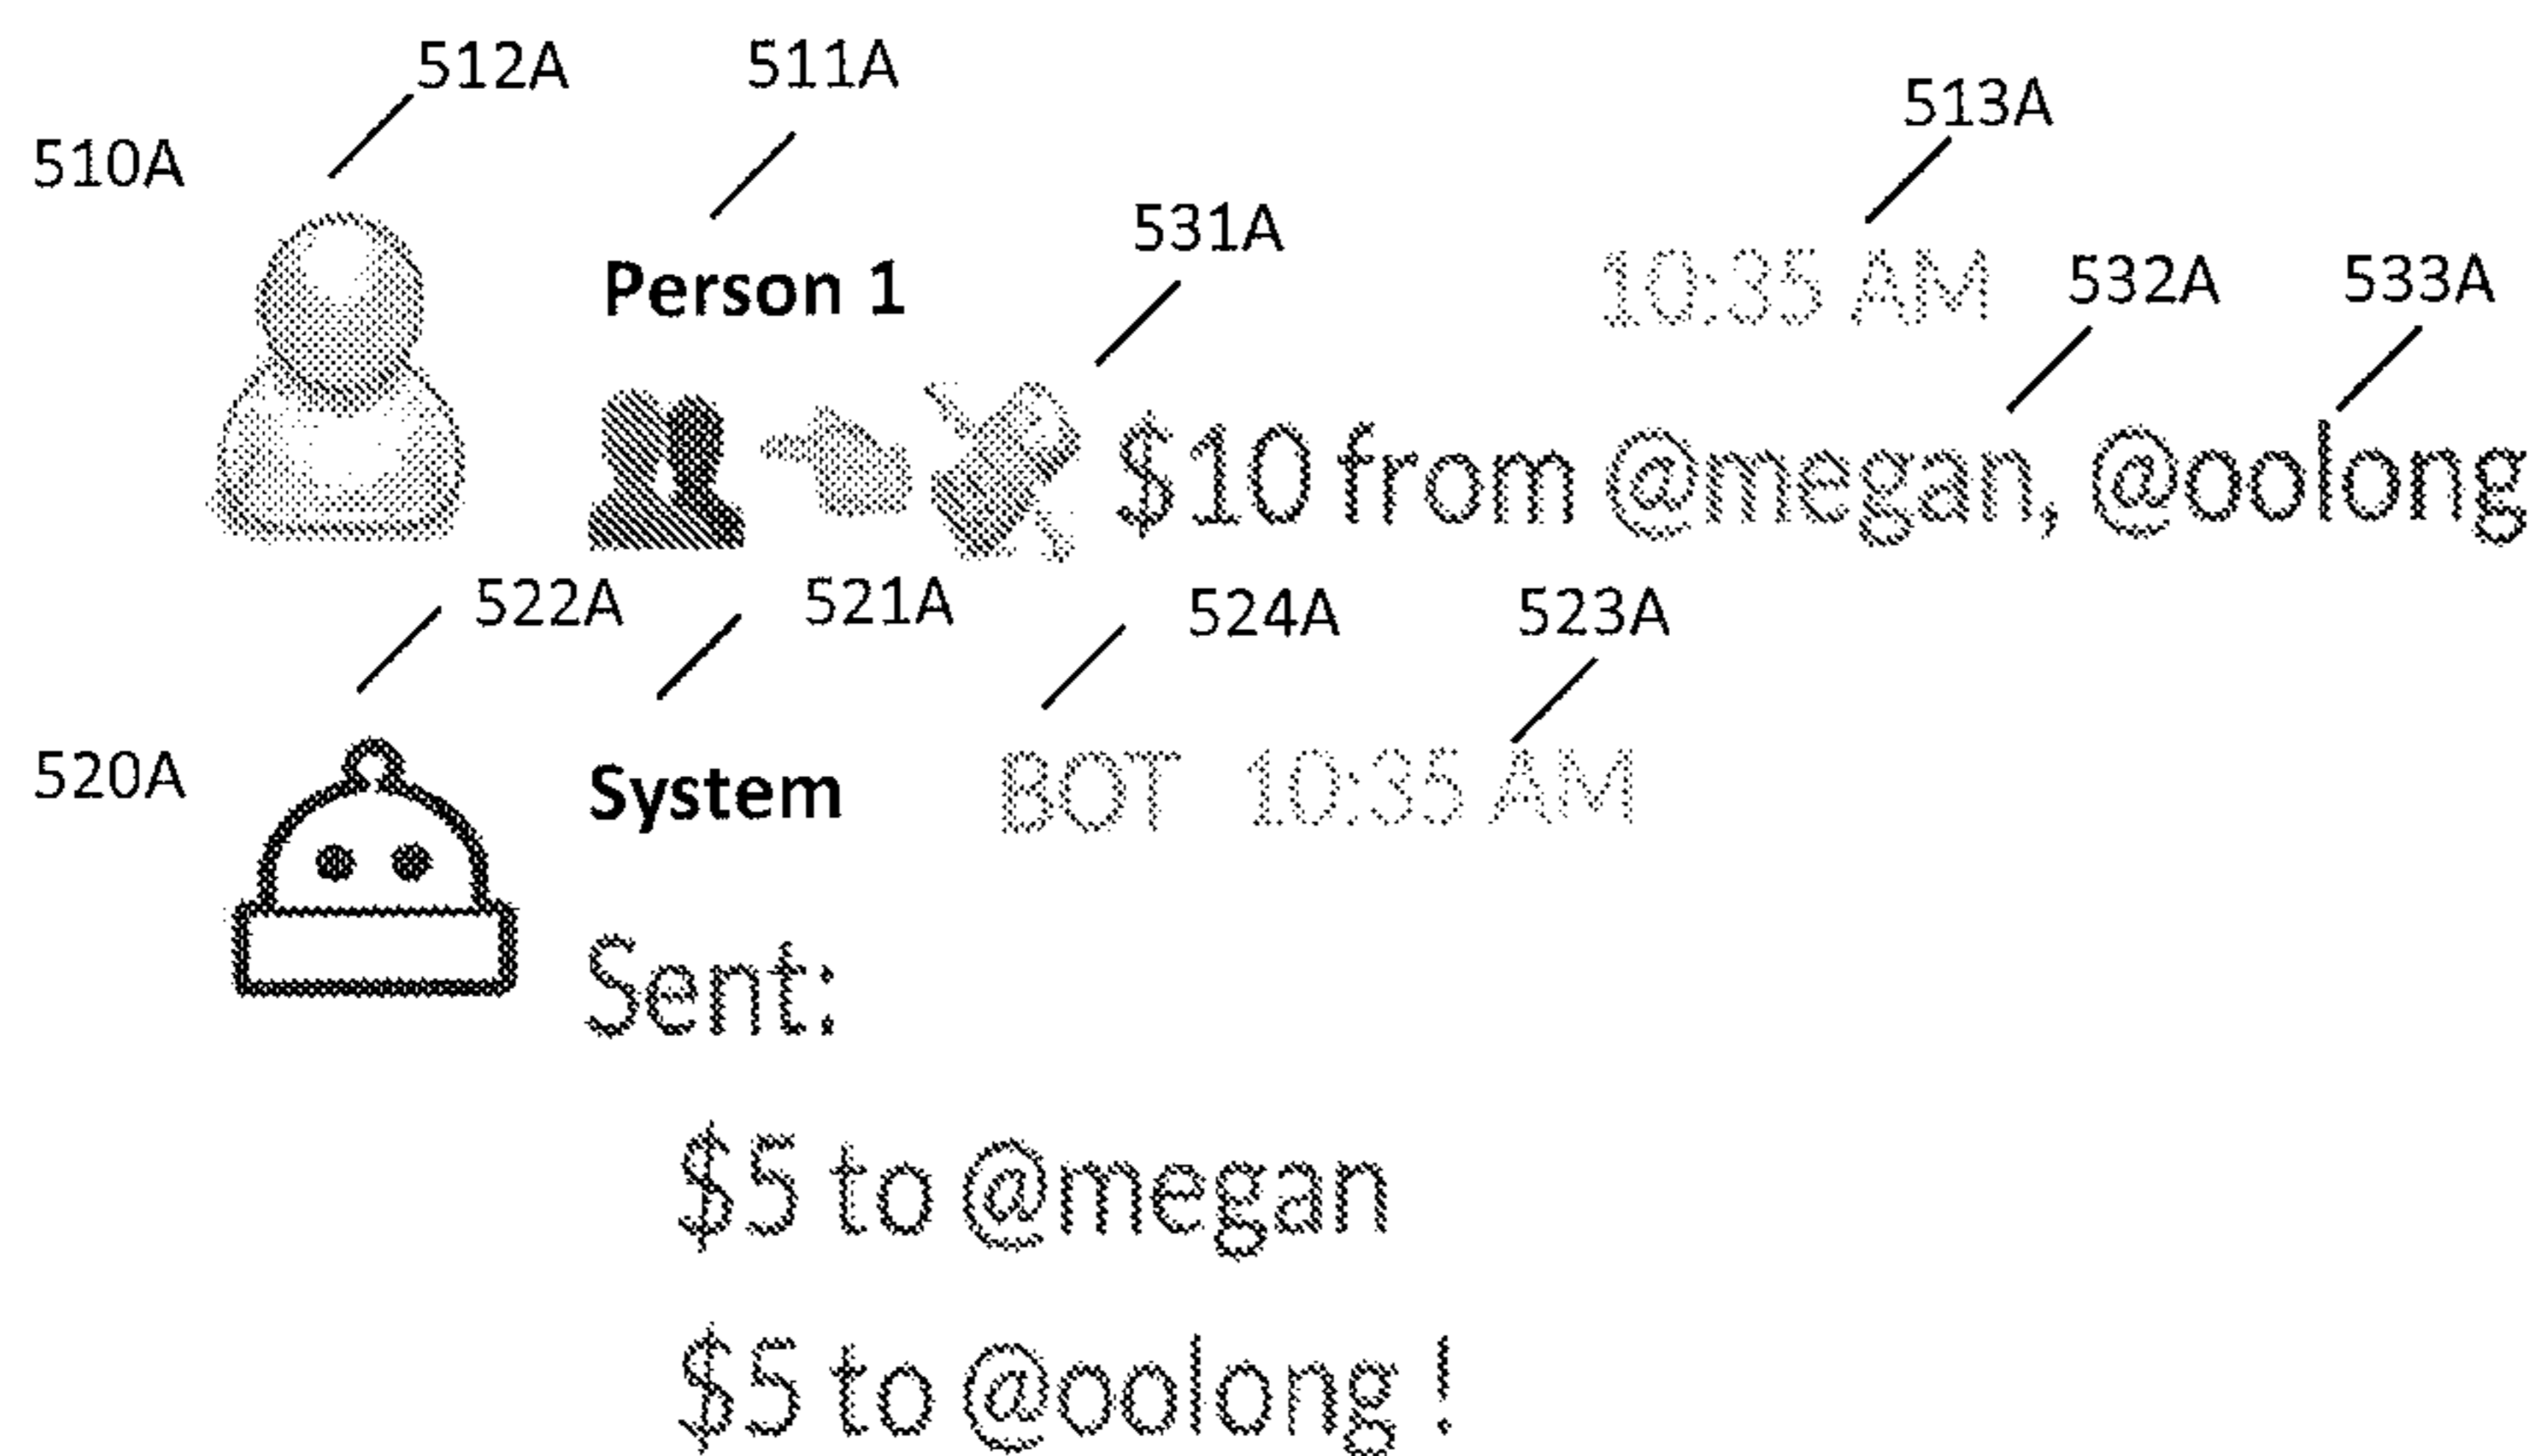 512A 511A 513A
510A
531A
Person 1 10:35 AM 532A 533A
$10 from @megan, @oolong
522A 521A 524A 523A
520A System BOT 10:35 AM
Sent:
$5 to @megan
$5 to @oolong !